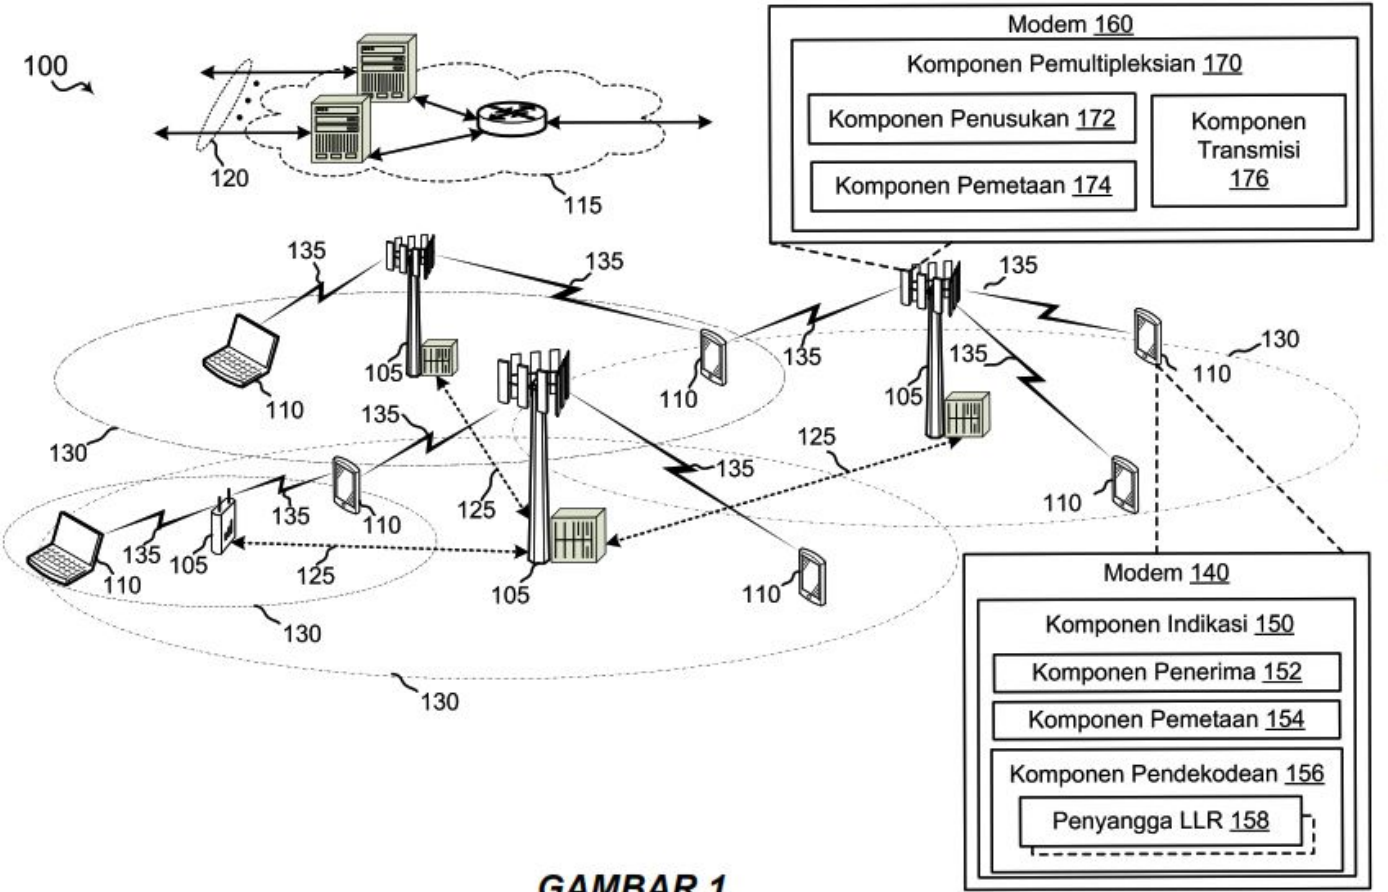 100
120
115
Modem 160
Komponen Pemultipleksian 170
Komponen Penusukan 172
Komponen Pemetaan 174
Komponen
Transmisi
176
135
135
135
135
135
130
110
105
110
110
105
110
130
135
125
135
125
110
135
135
110
105
125
105
110
130
130
Modem 140
Komponen Indikasi 150
Komponen Penerima 152
Komponen Pemetaan 154
Komponen Pendekodean 156
Penyangga LLR 158
GAMBAR 1